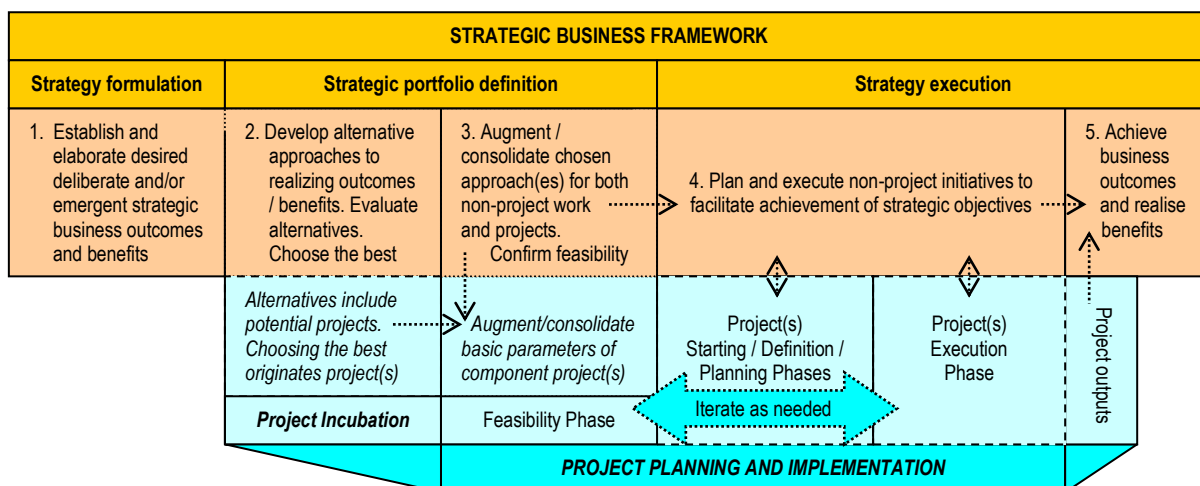 STRATEGIC BUSINESS FRAMEWORK
Strategy formulation
Strategic portfolio definition
Strategy execution
1. Establish and
elaborate desired
deliberate and/or
emergent strategic
business outcomes
and benefits
2. Develop alternative
approaches to
realizing outcomes
/ benefits. Evaluate
alternatives.
Choose the best
3. Augment /
consolidate chosen
approach(es) for both
non-project work
and projects.
Confirm feasibility
4. Plan and execute non-project initiatives to
facilitate achievement of strategic objectives
5. Achieve
business
outcomes
and realise
benefits
Alternatives include
potential projects.
Choosing the best
originates project(s)
Augment/consolidate
basic parameters of
component project(s)
Project(s)
Starting / Definition /
Planning Phases
Project(s)
Execution
Phase
Project outputs
Project Incubation
Feasibility Phase
Iterate as needed
PROJECT PLANNING AND IMPLEMENTATION